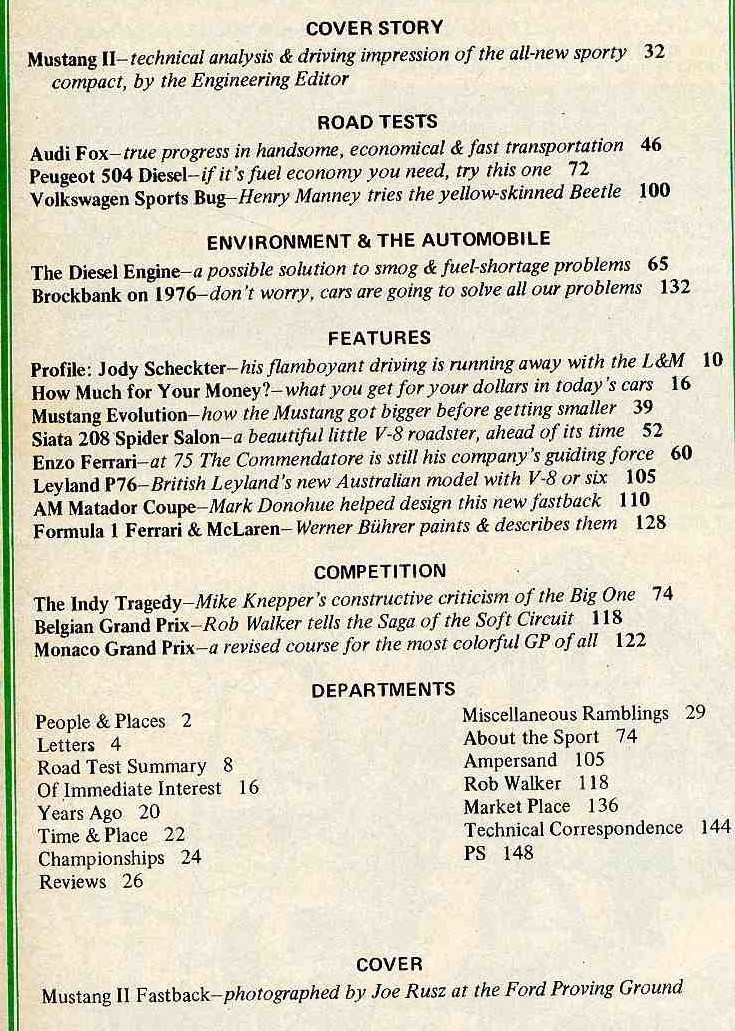 COVER STORY
Mustang II–technical analysis & driving impression of the all-new sporty 32
compact, by the Engineering Editor
ROAD TESTS
Audi Fox–true progress in handsome, economical & fast transportation 46
Peugeot 504 Diesel–if it's fuel economy you need, try this one 72
Volkswagen Sports Bug–Henry Manney tries the yellow-skinned Beetle 100
ENVIRONMENT & THE AUTOMOBILE
The Diesel Engine–a possible solution to smog & fuel-shortage problems 65
Brockbank on 1976–don't worry, cars are going to solve all our problems 132
FEATURES
Profile: Jody Scheckter–his flamboyant driving is running away with the L&M 10
How Much for Your Money?–what you get for your dollars in today's cars 16
Mustang Evolution–how the Mustang got bigger before getting smaller 39
Siata 208 Spider Salon–a beautiful little V-8 roadster, ahead of its time 52
Enzo Ferrari–at 75 The Commendatore is still his company's guiding force 60
Leyland P76–British Leyland's new Australian model with V-8 or six 105
AM Matador Coupe–Mark Donohue helped design this new fastback 110
Formula 1 Ferrari & McLaren–Werner Bührer paints & describes them 128
COMPETITION
The Indy Tragedy–Mike Knepper's constructive criticism of the Big One 74
Belgian Grand Prix–Rob Walker tells the Saga of the Soft Circuit 118
Monaco Grand Prix–a revised course for the most colorful GP of all 122
DEPARTMENTS
People & Places 2
Letters 4
Road Test Summary 8
Of Immediate Interest 16
Years Ago 20
Time & Place 22
Championships 24
Reviews 26
Miscellaneous Ramblings 29
About the Sport 74
Ampersand 105
Rob Walker 118
Market Place 136
Technical Correspondence 144
PS 148
COVER
Mustang II Fastback–photographed by Joe Rusz at the Ford Proving Ground